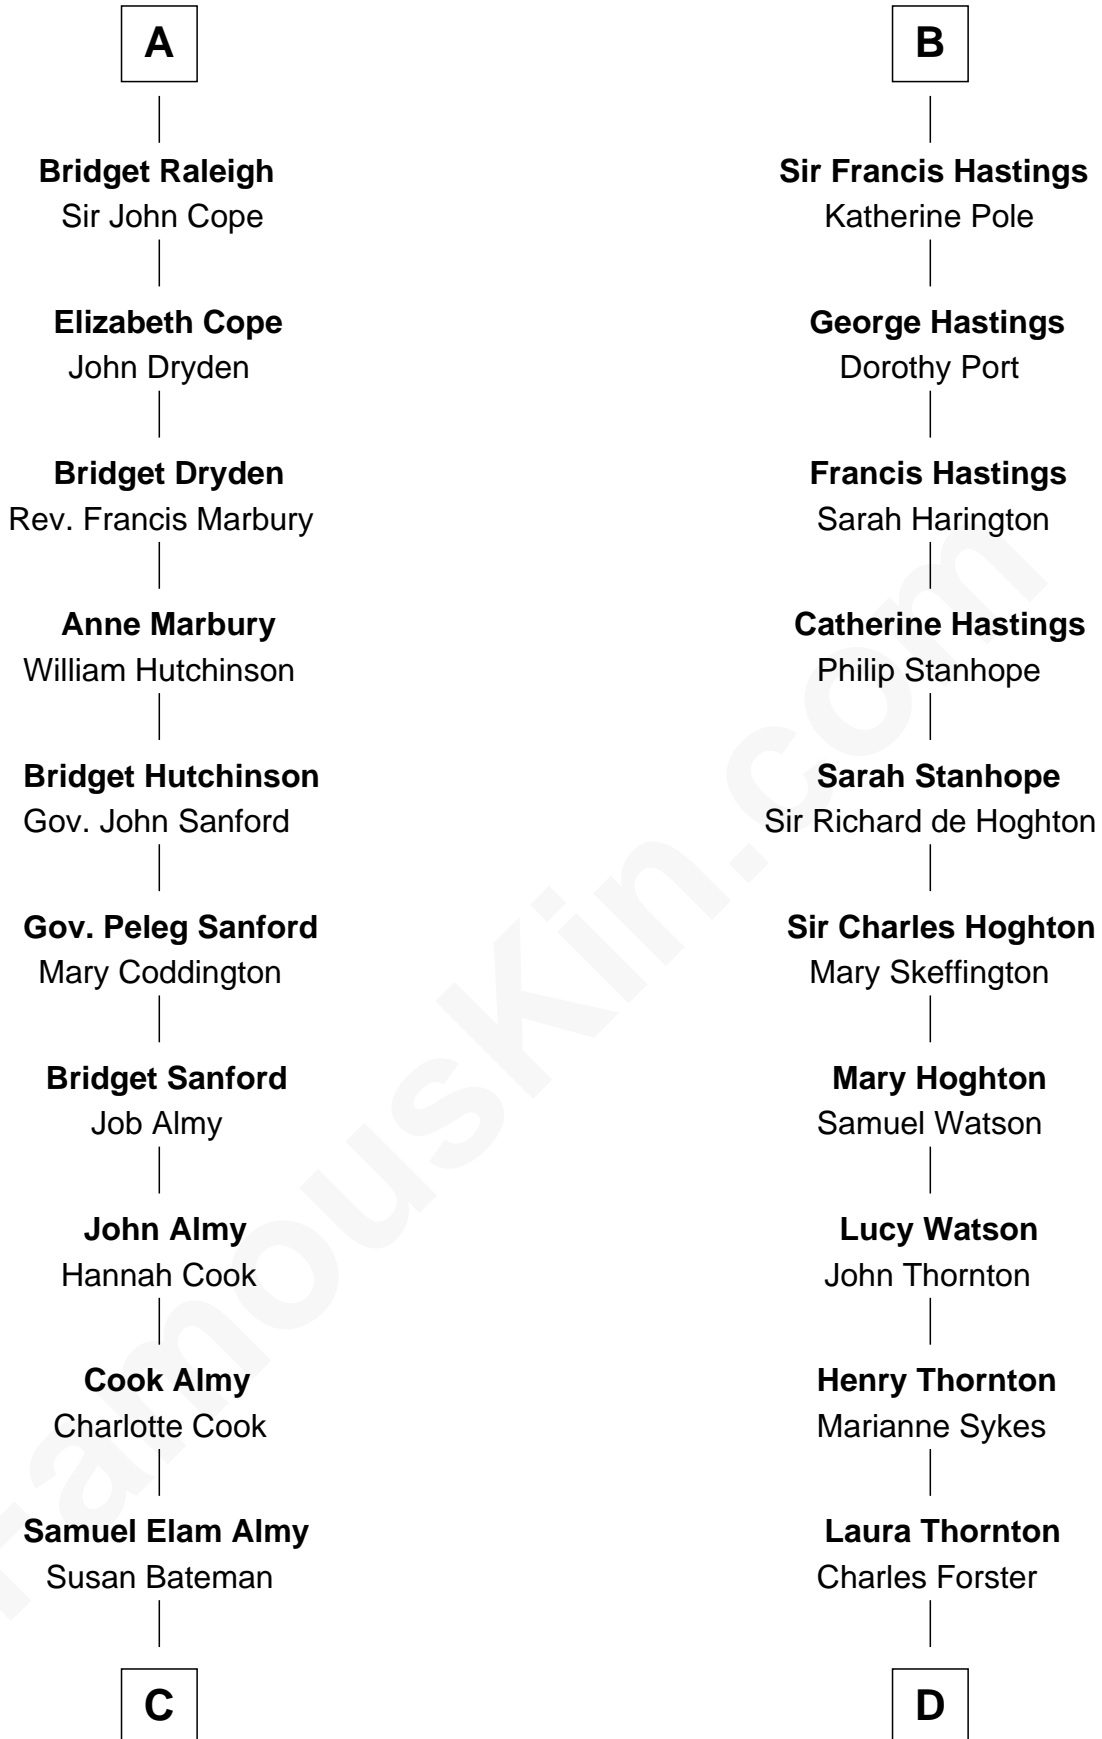 A
Bridget Raleigh
Sir John Cope
Elizabeth Cope
John Dryden
Bridget Dryden
Rev. Francis Marbury
Anne Marbury
William Hutchinson
Bridget Hutchinson
Gov. John Sanford
Gov. Peleg Sanford
Mary Coddington
Bridget Sanford
Job Almy
John Almy
Hannah Cook
Cook Almy
Charlotte Cook
Samuel Elam Almy
Susan Bateman
C
B
Sir Francis Hastings
Katherine Pole
George Hastings
Dorothy Port
Francis Hastings
Sarah Harington
Catherine Hastings
Philip Stanhope
Sarah Stanhope
Sir Richard de Hoghton
Sir Charles Hoghton
Mary Skeffington
Mary Hoghton
Samuel Watson
Lucy Watson
John Thornton
Henry Thornton
Marianne Sykes
Laura Thornton
Charles Forster
D
FamousKin.com